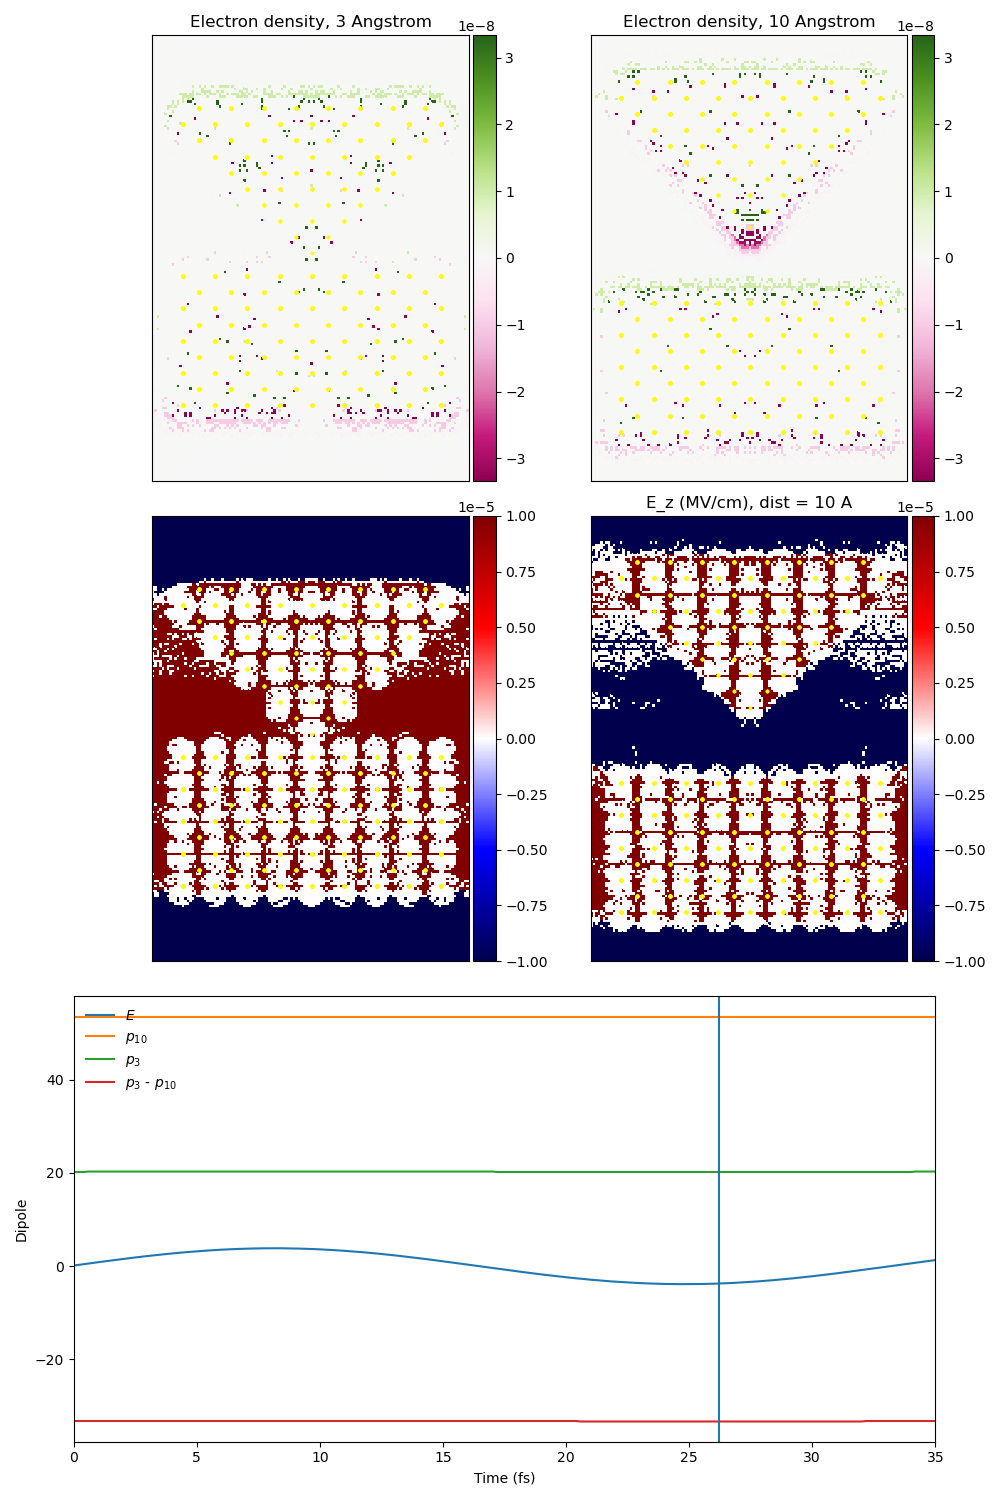 Electron density, 3 Angstrom
1e−8
3
2
1
0
−1
−2
−3
Electron density, 10 Angstrom
1e−8
3
2
1
0
−1
−2
−3
1e−5
1.00
0.75
0.50
0.25
0.00
−0.25
−0.50
−0.75
−1.00
E_z (MV/cm), dist = 10 A
1e−5
1.00
0.75
0.50
0.25
0.00
−0.25
−0.50
−0.75
−1.00
E
p10
p3
p3 - p10
Dipole
40
20
0
−20
0 5 10 15 20 25 30 35
Time (fs)